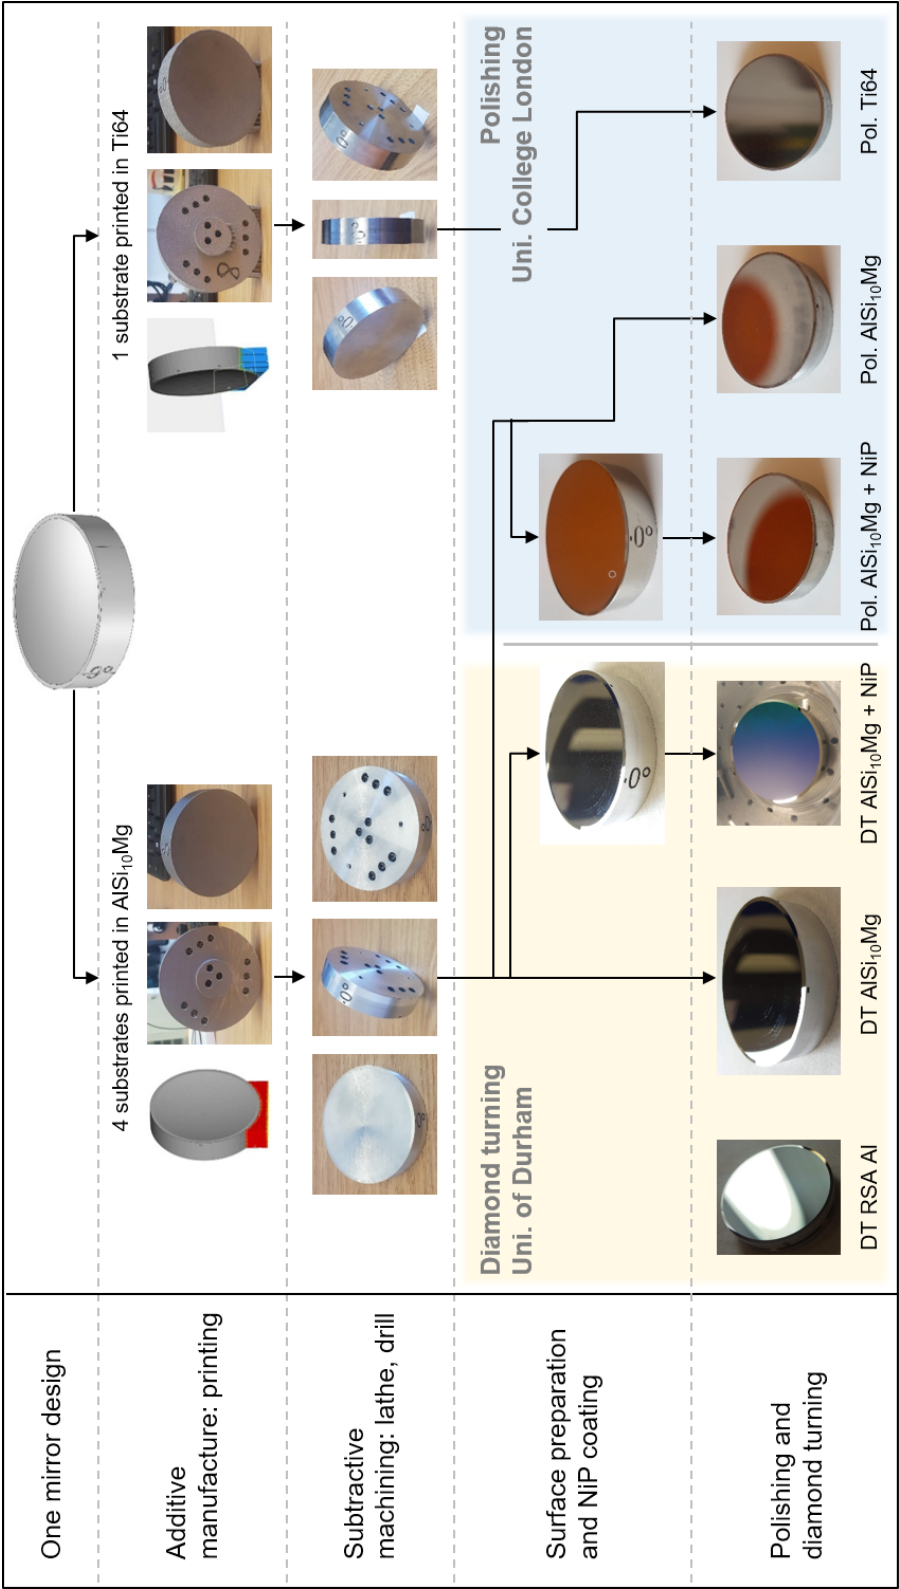 One mirror design
Additive
manufacture: printing
4 substrates printed in AlSi10Mg
1 substrate printed in Ti64
Subtractive
machining: lathe, drill
Surface preparation
and NiP coating
Diamond turning
Uni. of Durham
Polishing
Uni. College London
Polishing and
diamond turning
DT RSA Al
DT AlSi10Mg
DT AlSi10Mg + NiP
Pol. AlSi10Mg + NiP
Pol. AlSi10Mg
Pol. Ti64